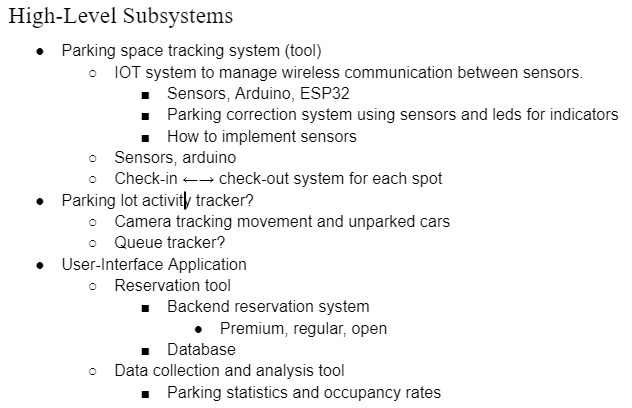 High-Level Subsystems
● Parking space tracking system (tool)
○ IOT system to manage wireless communication between sensors.
■ Sensors, Arduino, ESP32
■ Parking correction system using sensors and leds for indicators
■ How to implement sensors
○ Sensors, arduino
○ Check-in ←→ check-out system for each spot
● Parking lot activity tracker?
○ Camera tracking movement and unparked cars
○ Queue tracker?
● User-Interface Application
○ Reservation tool
■ Backend reservation system
● Premium, regular, open
■ Database
○ Data collection and analysis tool
■ Parking statistics and occupancy rates